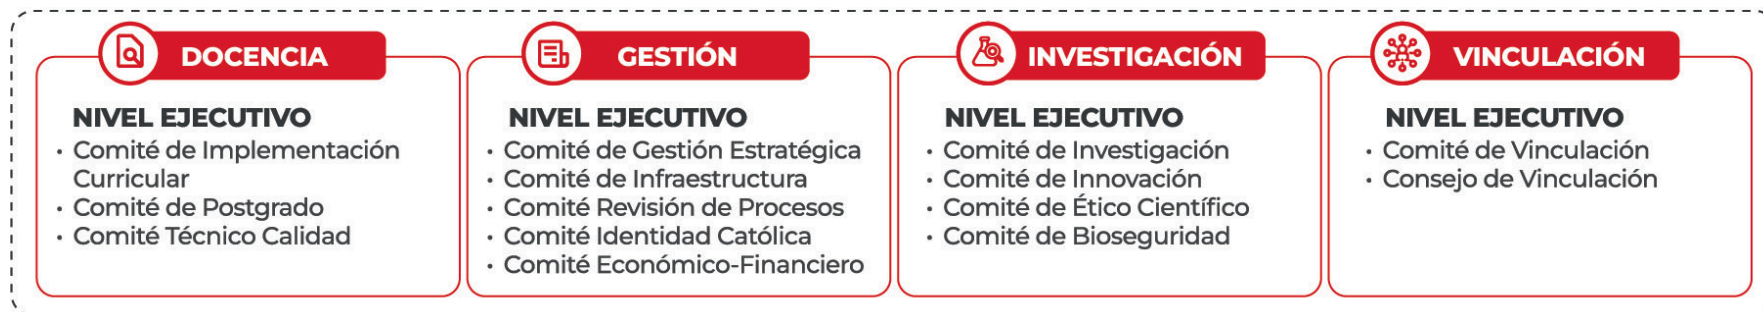 DOCENCIA
NIVEL EJECUTIVO
· Comité de Implementación
Curricular
· Comité de Postgrado
· Comité Técnico Calidad
GESTIÓN
NIVEL EJECUTIVO
· Comité de Gestión Estratégica
· Comité de Infraestructura
· Comité Revisión de Procesos
· Comité Identidad Católica
· Comité Económico-Financiero
INVESTIGACIÓN
NIVEL EJECUTIVO
· Comité de Investigación
· Comité de Innovación
· Comité de Ético Científico
· Comité de Bioseguridad
VINCULACIÓN
NIVEL EJECUTIVO
· Comité de Vinculación
· Consejo de Vinculación